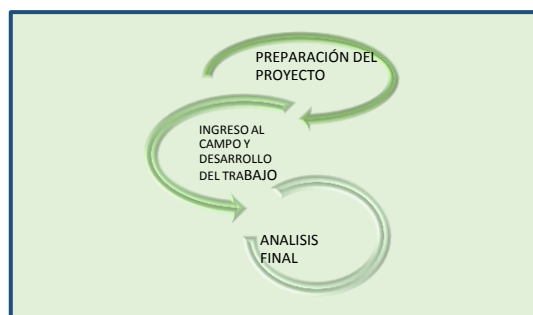 PREPARACIÓN DEL
PROYECTO
INGRESO AL
CAMPO Y
DESARROLLO
DEL TRABAJO
ANALISIS
FINAL